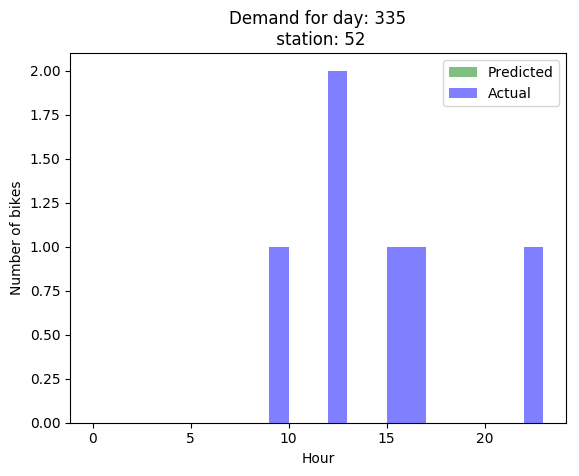 Demand for day: 335
station: 52
Predicted
Actual
Number of bikes
2.00
1.75
1.50
1.25
1.00
0.75
0.50
0.25
0.00
0 5 10 15 20
Hour